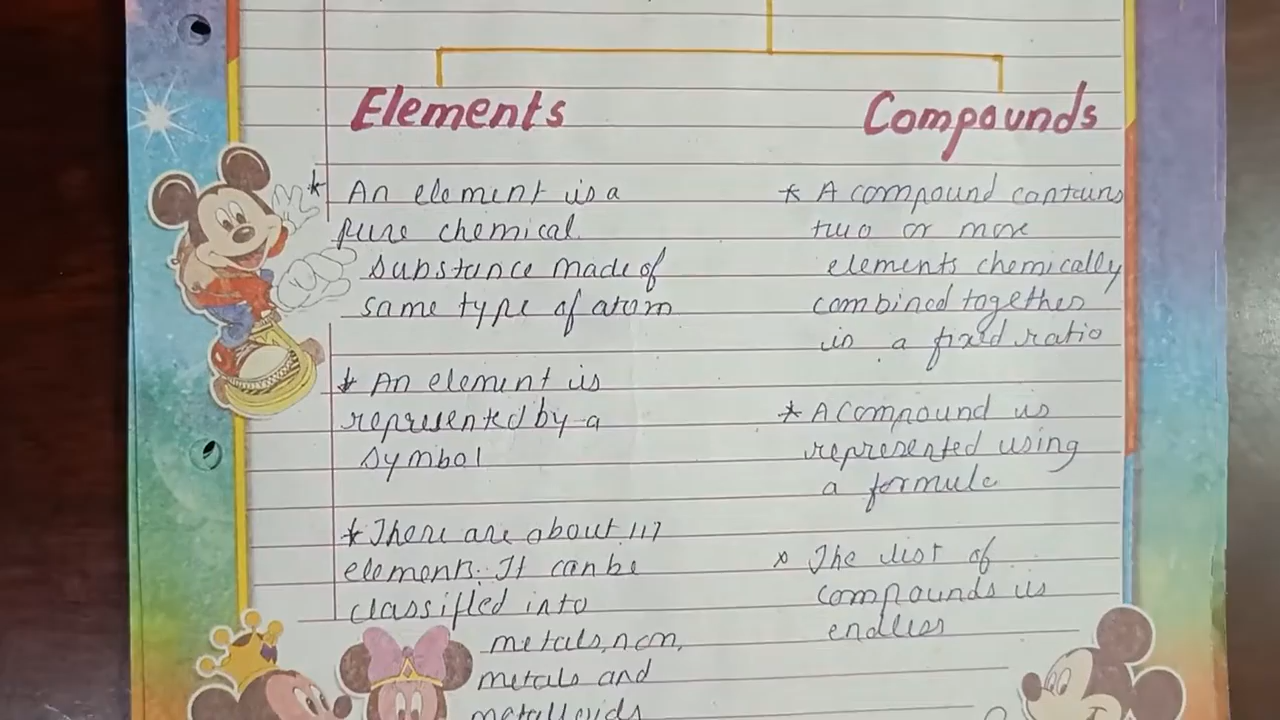 Elements
* An element is a
pure chemical
substance made of
same type of atom
* An element is
represented by a
symbol
* There are about 117
elements. It can be
classified into
metals, non,
metals and
metalloids
Compounds
* A compound contains
two or more
elements chemically
combined together
in a fixed ratio
* A Compound is
represented using
a formule
* The list of
compounds is
endless